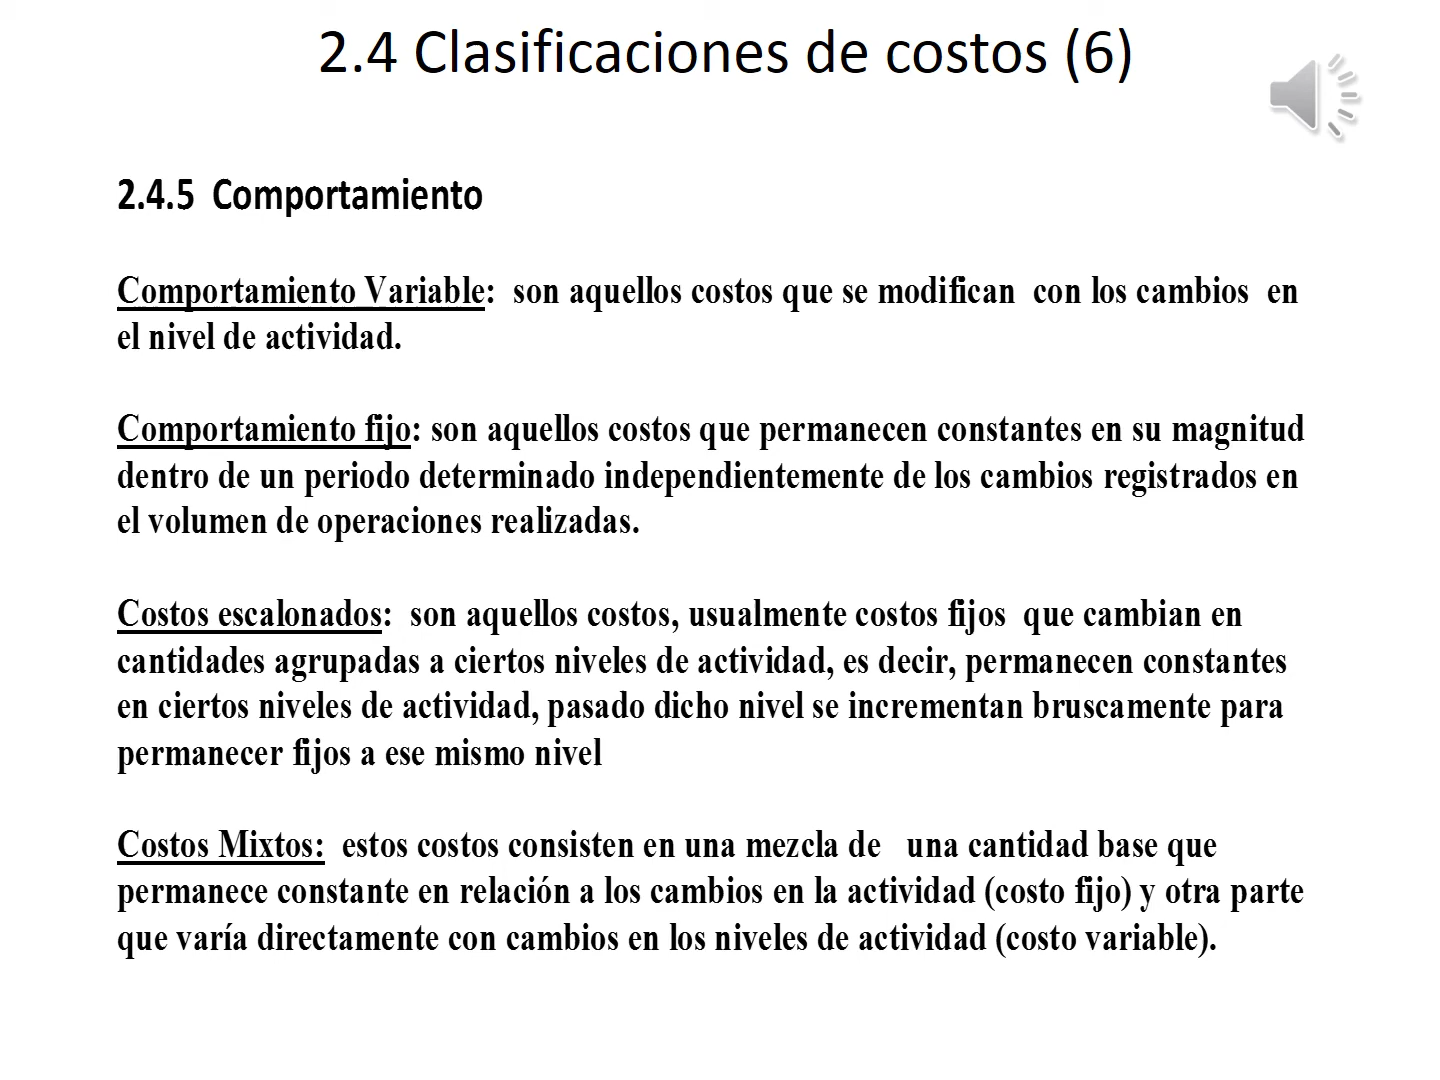 2.4 Clasificaciones de costos (6)
2.4.5  Comportamiento
Comportamiento Variable:  son aquellos costos que se modifican  con los cambios  en
el nivel de actividad.
Comportamiento fijo: son aquellos costos que permanecen constantes en su magnitud
dentro de un periodo determinado independientemente de los cambios registrados en
el volumen de operaciones realizadas.
Costos escalonados:  son aquellos costos, usualmente costos fijos  que cambian en
cantidades agrupadas a ciertos niveles de actividad, es decir, permanecen constantes
en ciertos niveles de actividad, pasado dicho nivel se incrementan bruscamente para
permanecer fijos a ese mismo nivel
Costos Mixtos:  estos costos consisten en una mezcla de   una cantidad base que
permanece constante en relación a los cambios en la actividad (costo fijo) y otra parte
que varía directamente con cambios en los niveles de actividad (costo variable).